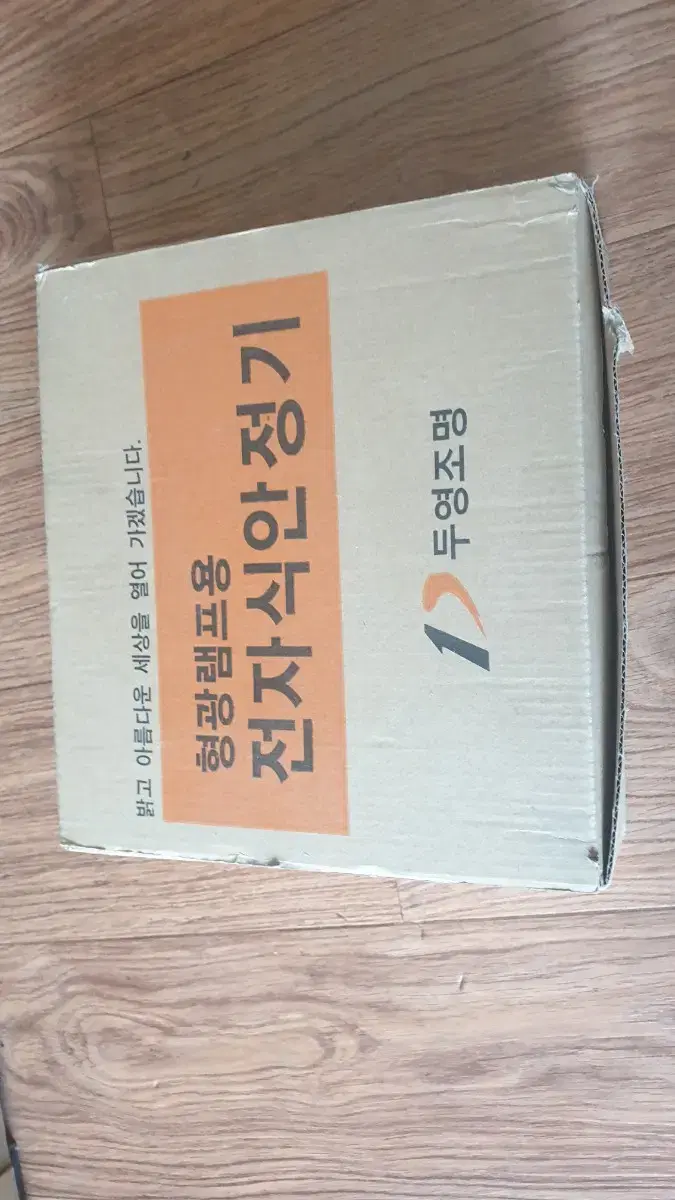 밝고 아름다운 세상을 열어 가겠습니다.
형광램프용
전자식안정기
두영조명